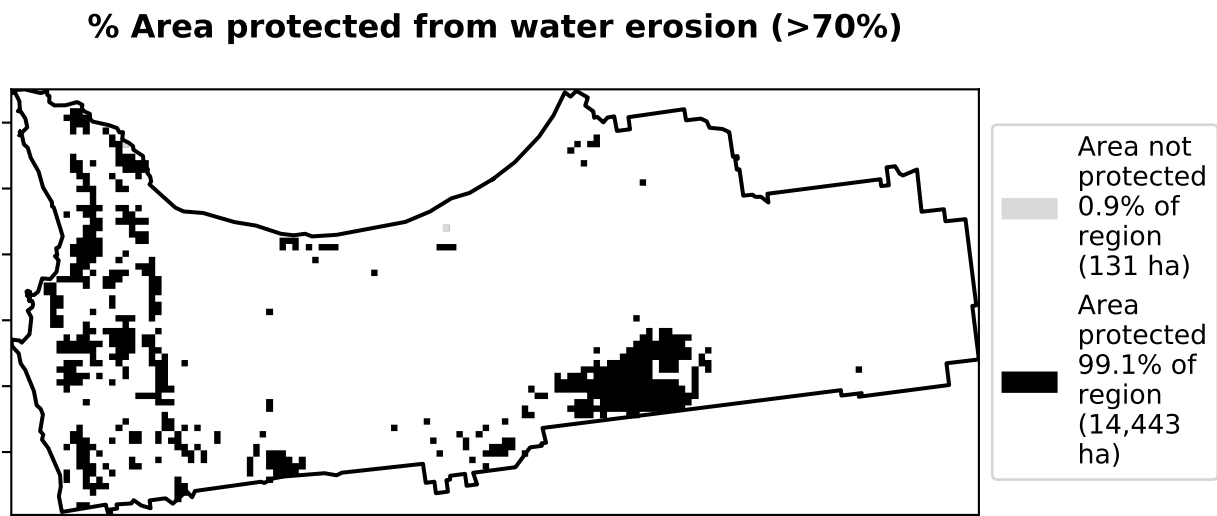 % Area protected from water erosion (>70%)
Area not
protected
0.9% of
region
(131 ha)
Area
protected
99.1% of
region
(14,443
ha)